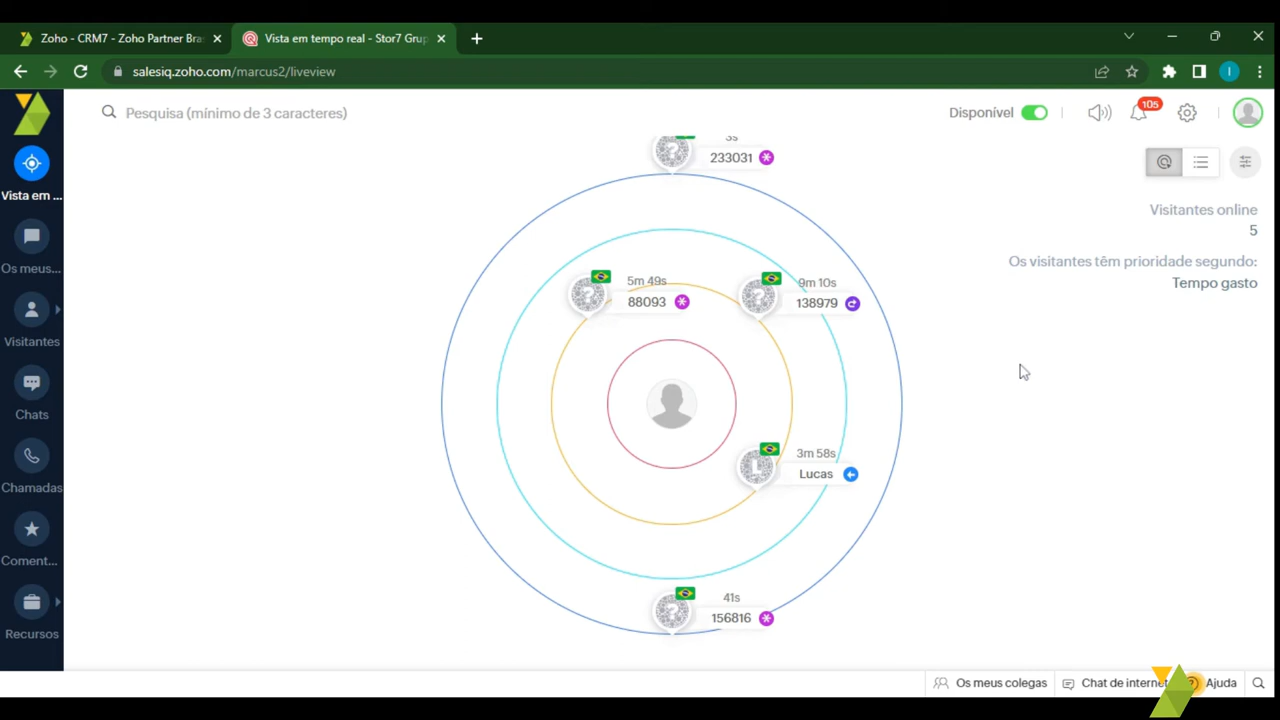 Zoho - CRM7 - Zoho Partner Bras
Vista em tempo real - Stor7 Grup
salesiq.zoho.com/marcus2/liveview
Pesquisa (mínimo de 3 caracteres)
Disponível
105
Vista em ...
Os meus...
Visitantes
Chats
Chamadas
Coment...
Recursos
3s
233031
5m 49s
88093
9m 10s
138979
3m 58s
L
Lucas
41s
156816
Visitantes online
5
Os visitantes têm prioridade segundo:
Tempo gasto
Os meus colegas
Chat de internet
Ajuda